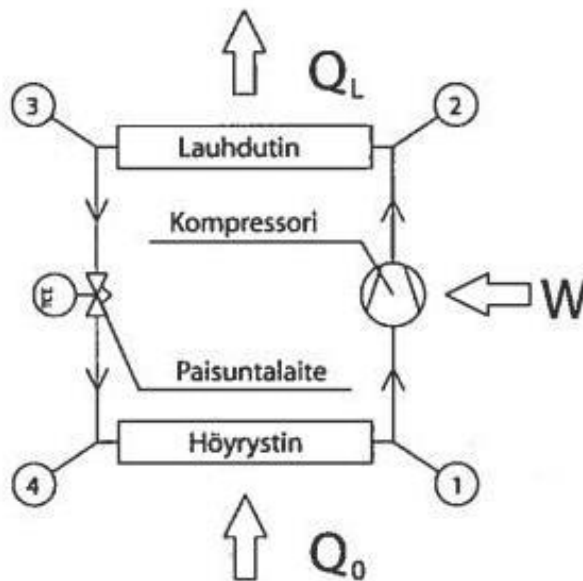 Q_L
3
2
Lauhdutin
Kompressori
W
Paisuntalaite
Höyrystin
4
1
Q_0